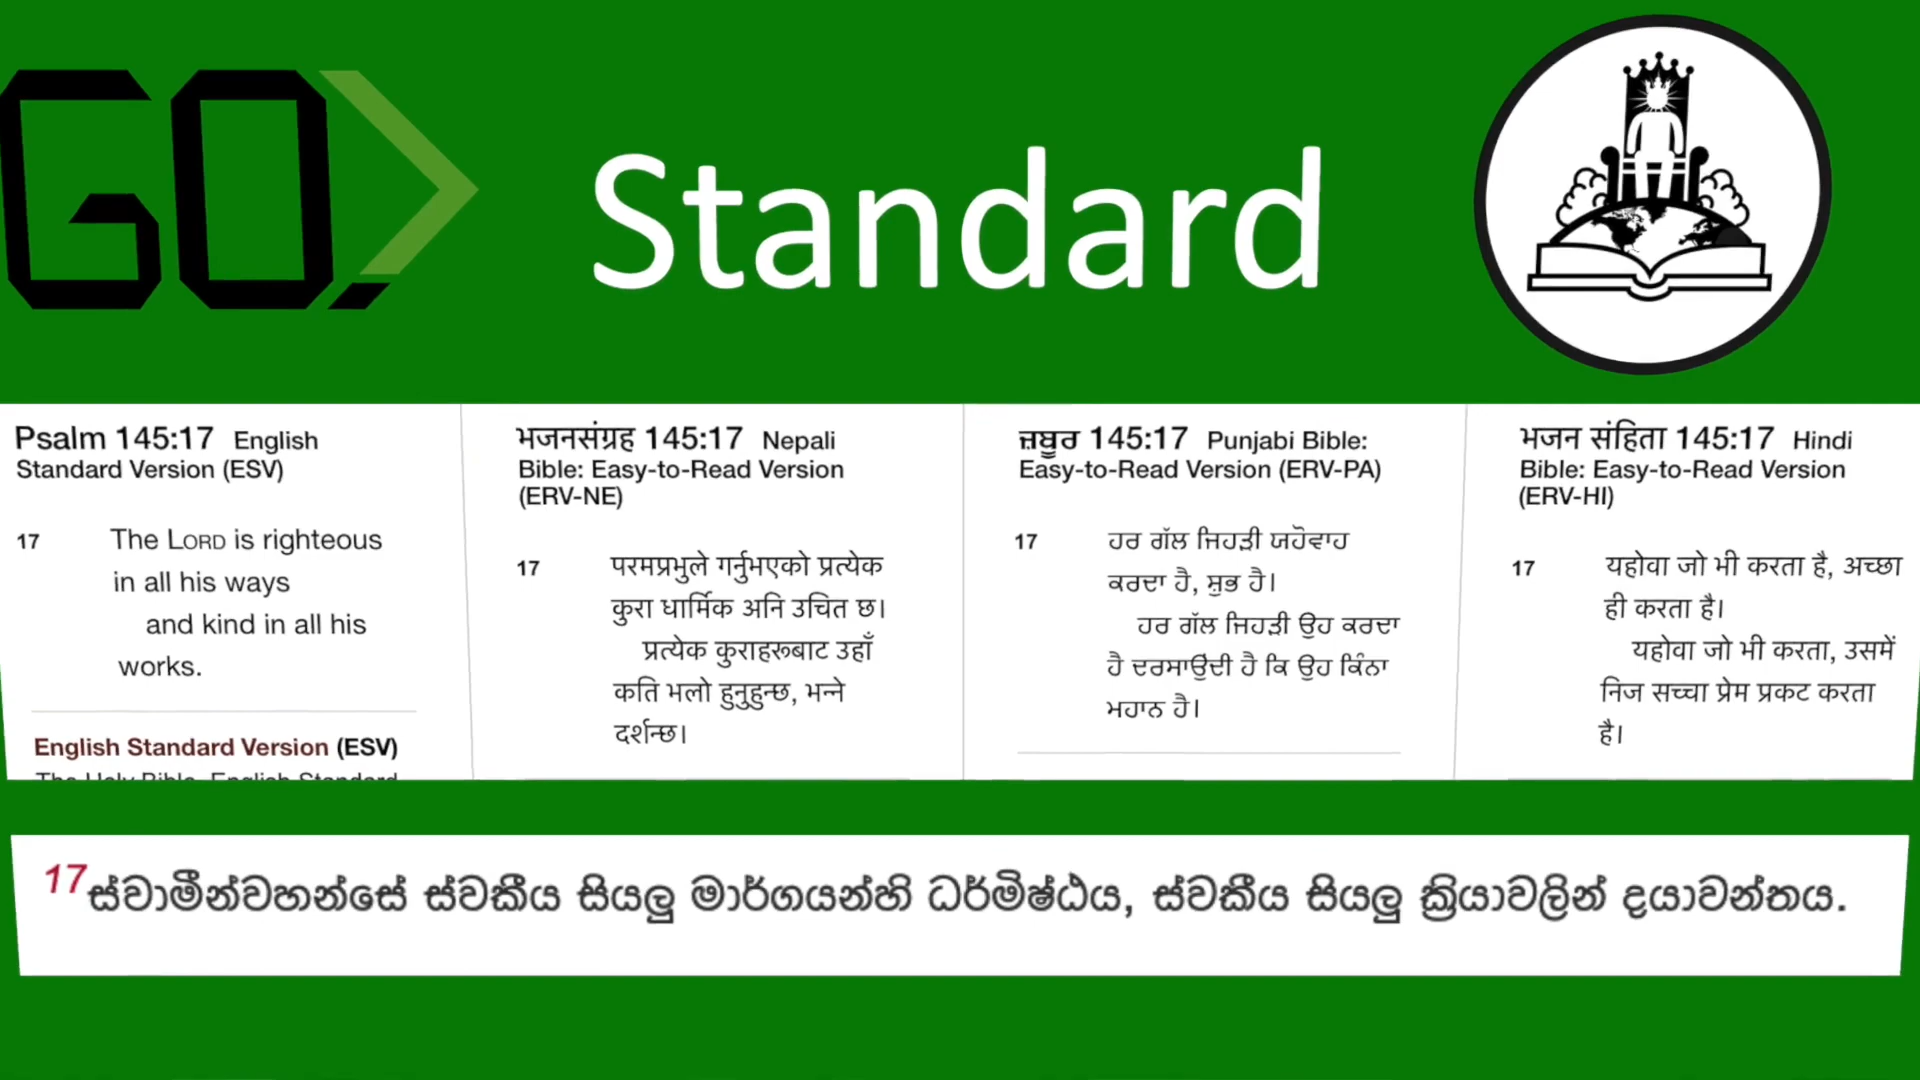 GO
Standard
Psalm 145:17 English
Standard Version (ESV)
17 The LORD is righteous
in all his ways
and kind in all his
works.
English Standard Version (ESV)
The Holy Bible, English Standard
भजनसंग्रह 145:17 Nepali
Bible: Easy-to-Read Version
(ERV-NE)
17 परमप्रभुले गर्नुभएको प्रत्येक
कुरा धार्मिक अनि उचित छ।
प्रत्येक कुराहरूबाट उहाँ
कति भलो हुनुहुन्छ, भन्ने
दर्शन्छ।
ਜ਼ਬੂਰ 145:17 Punjabi Bible:
Easy-to-Read Version (ERV-PA)
17 ਹਰ ਗੱਲ ਜਿਹੜੀ ਯਹੋਵਾਹ
ਕਰਦਾ ਹੈ, ਸ਼ੁਭ ਹੈ।
ਹਰ ਗੱਲ ਜਿਹੜੀ ਉਹ ਕਰਦਾ
ਹੈ ਦਰਸਾਉਂਦੀ ਹੈ ਕਿ ਉਹ ਕਿੰਨਾ
ਮਹਾਨ ਹੈ।
भजन संहिता 145:17 Hindi
Bible: Easy-to-Read Version
(ERV-HI)
17 यहोवा जो भी करता है, अच्छा
ही करता है।
यहोवा जो भी करता, उसमें
निज सच्चा प्रेम प्रकट करता
है।
17 ස්වාමීන්වහන්සේ ස්වකීය සියලු මාර්ගයන්හි ධර්මිෂ්ඨය, ස්වකීය සියලු ක්‍රියාවලින් දයාවන්තය.